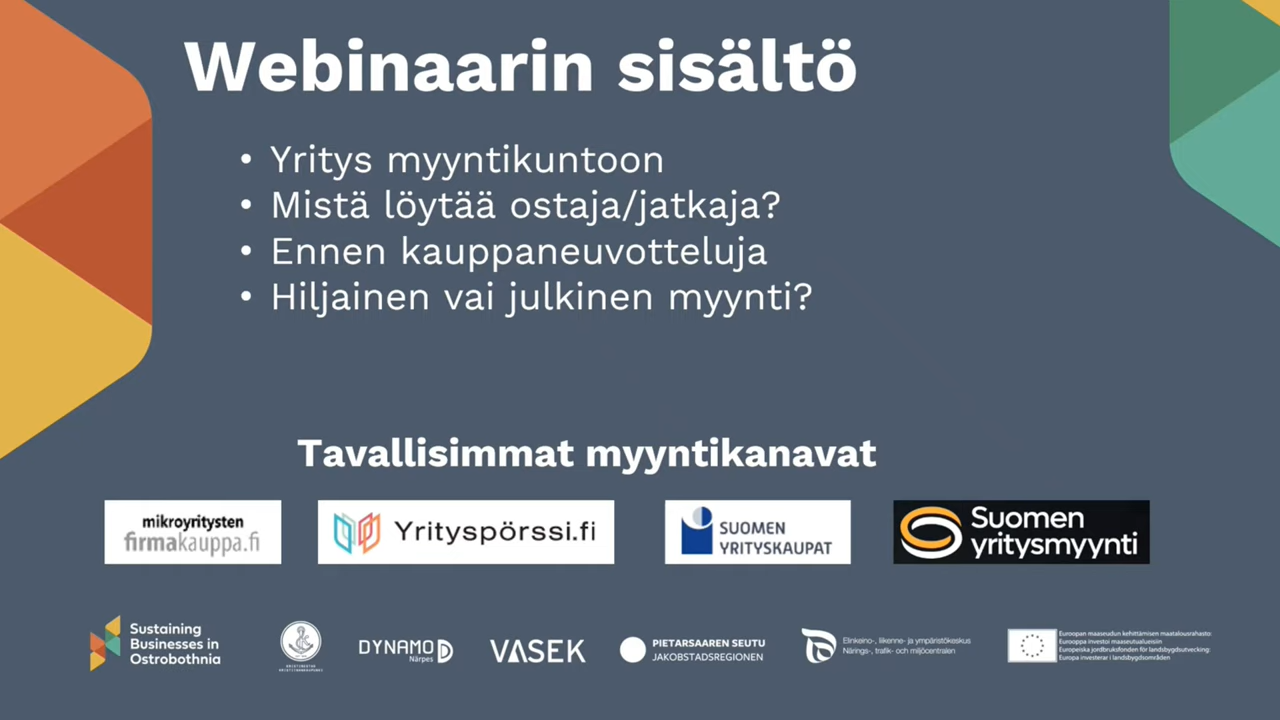 Webinaarin sisältö
• Yritys myyntikuntoon
• Mistä löytää ostaja/jatkaja?
• Ennen kauppaneuvotteluja
• Hiljainen vai julkinen myynti?
Tavallisimmat myyntikanavat
mikroyritysten
firmakauppa.fi
Yrityspörssi.fi
SUOMEN
YRITYSKAUPAT
Suomen
yritysmyynti
Sustaining
Businesses in
Ostrobothnia
DYNAMO
Närpes
VASEK
PIETARSAAREN SEUTU
JAKOBSTADSREGIONEN
Elinkeino-, liikenne- ja ympäristökeskus
Närings-, trafik- och miljöcentralen
Euroopan maaseudun kehittämisen maatalousrahasto:
Eurooppa investoi maaseutualueisiin
Europeiska jordbruksfonden för landsbygdsutveckling:
Europa investerar i landsbygdsområden